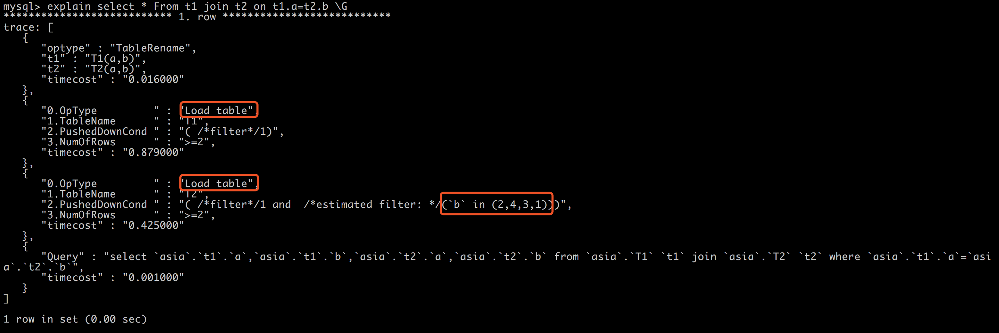 mysql> explain select * From t1 join t2 on t1.a=t2.b \G
*************************** 1. row ***************************
trace: [
   {
      "optype" : "TableRename",
      "t1" : "T1(a,b)",
      "t2" : "T2(a,b)",
      "timecost" : "0.016000"
   },
   {
      "0.OpType         " : "Load table",
      "1.TableName      " : "T1",
      "2.PushedDownCond " : "( /*filter*/1)",
      "3.NumOfRows      " : ">=2",
      "timecost" : "0.879000"
   },
   {
      "0.OpType         " : "Load table",
      "1.TableName      " : "T2",
      "2.PushedDownCond " : "( /*filter*/1 and  /*estimated filter: */(`b` in (2,4,3,1)))",
      "3.NumOfRows      " : ">=2",
      "timecost" : "0.425000"
   },
   {
      "Query" : "select `asia`.`t1`.`a`,`asia`.`t1`.`b`,`asia`.`t2`.`a`,`asia`.`t2`.`b` from `asia`.`T1` `t1` join `asia`.`T2` `t2` where `asia`.`t1`.`a`=`asi
a`.`t2`.`b`",
      "timecost" : "0.001000"
   }
]
1 row in set (0.00 sec)